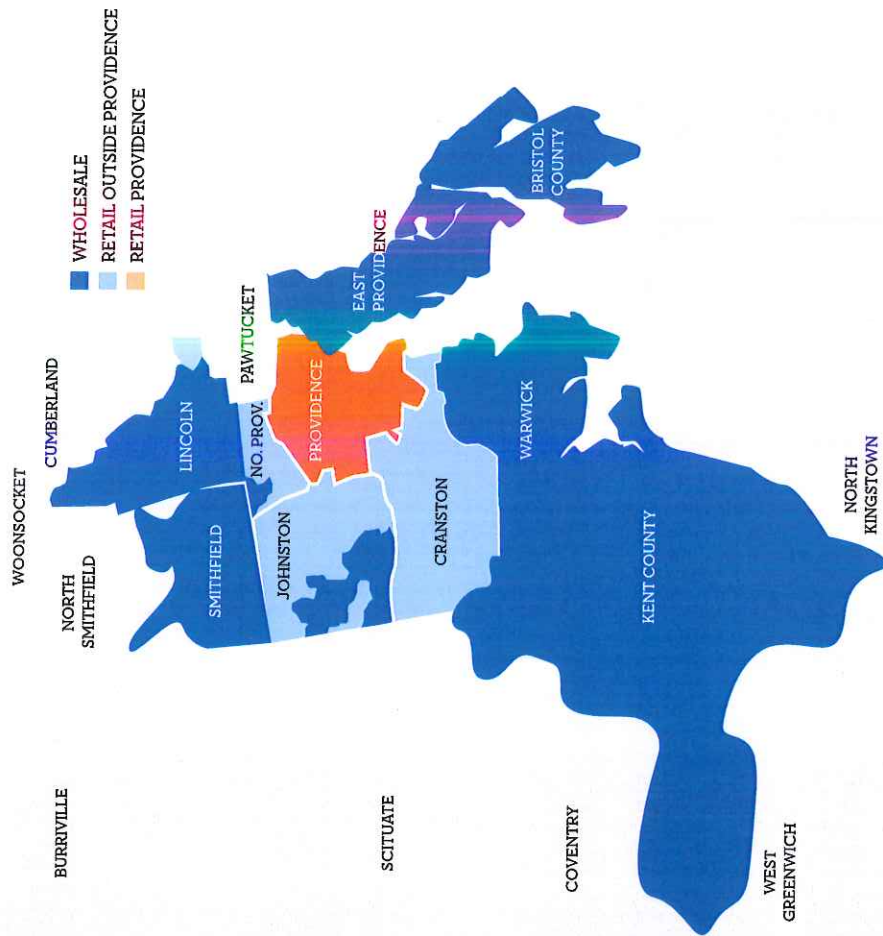 WOONSOCKET
CUMBERLAND
NORTH
SMITHFIELD
BURRIVILLE
WHOLESALE
RETAIL OUTSIDE PROVIDENCE
RETAIL PROVIDENCE
LINCOLN
SMITHFIELD
PAWTUCKET
NO. PROV.
JOHNSTON
PROVIDENCE
EAST
PROVIDENCE
SCITUATE
CRANSTON
BRISTOL
COUNTY
WARWICK
COVENTRY
KENT COUNTY
WEST
GREENWICH
NORTH
KINGSTOWN